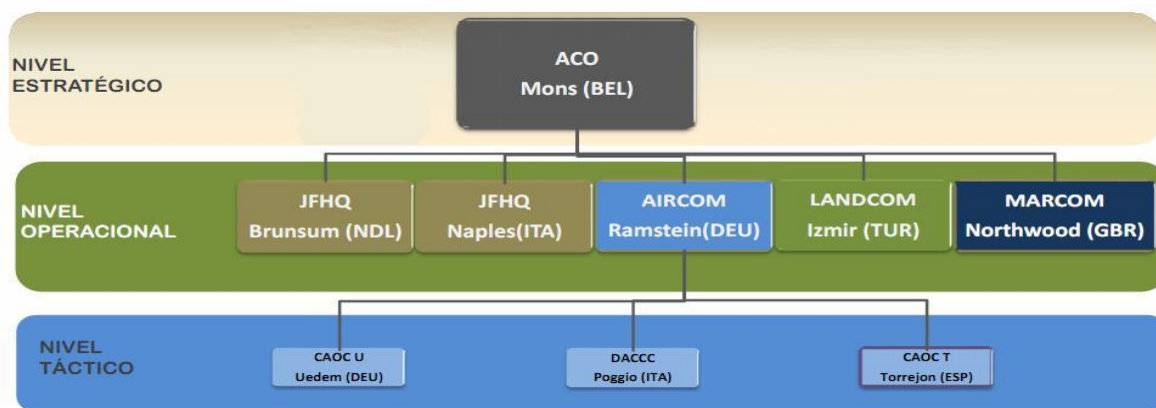 NIVEL
ESTRATÉGICO
ACO
Mons (BEL)
NIVEL
OPERACIONAL
JFHQ
Brunsum (NDL)
JFHQ
Naples(ITA)
AIRCOM
Ramstein(DEU)
LANDCOM
Izmir (TUR)
MARCOM
Northwood (GBR)
NIVEL
TÁCTICO
CAOC U
Uedem (DEU)
DACCC
Poggio (ITA)
CAOC T
Torrejon (ESP)